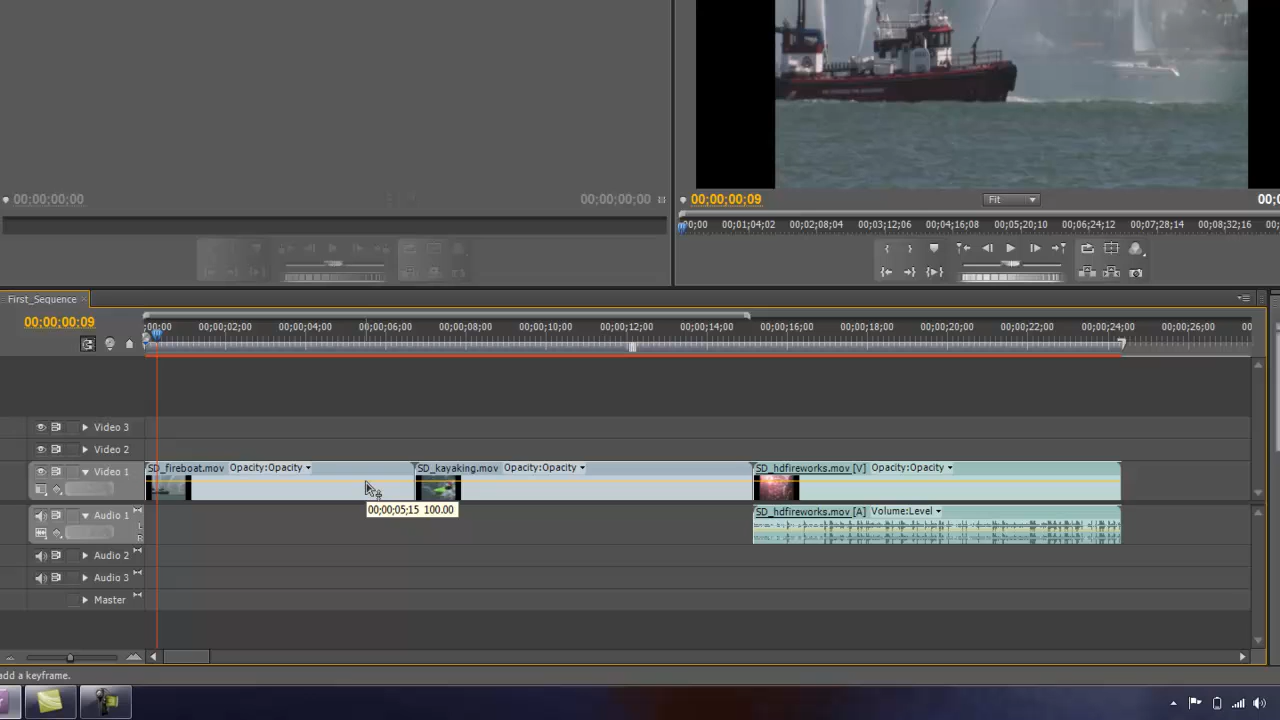 00;00;00;00
00;00;00;00
00;00;00;09
Fit
00;0
;00;00 00;01;04;02 00;02;08;04 00;03;12;06 00;04;16;08 00;05;20;10 00;06;24;12 00;07;28;14 00;08;32;16
First_Sequence
00;00;00;09
;00;00 00;00;02;00 00;00;04;00 00;00;06;00 00;00;08;00 00;00;10;00 00;00;12;00 00;00;14;00 00;00;16;00 00;00;18;00 00;00;20;00 00;00;22;00 00;00;24;00 00;00;26;00 00
Video 3
Video 2
Video 1
SD_fireboat.mov Opacity:Opacity
SD_kayaking.mov Opacity:Opacity
SD_hdfireworks.mov [V] Opacity:Opacity
00;00;05;15 100.00
Audio 1
L
R
SD_hdfireworks.mov [A] Volume:Level
Audio 2
Audio 3
Master
add a keyframe.